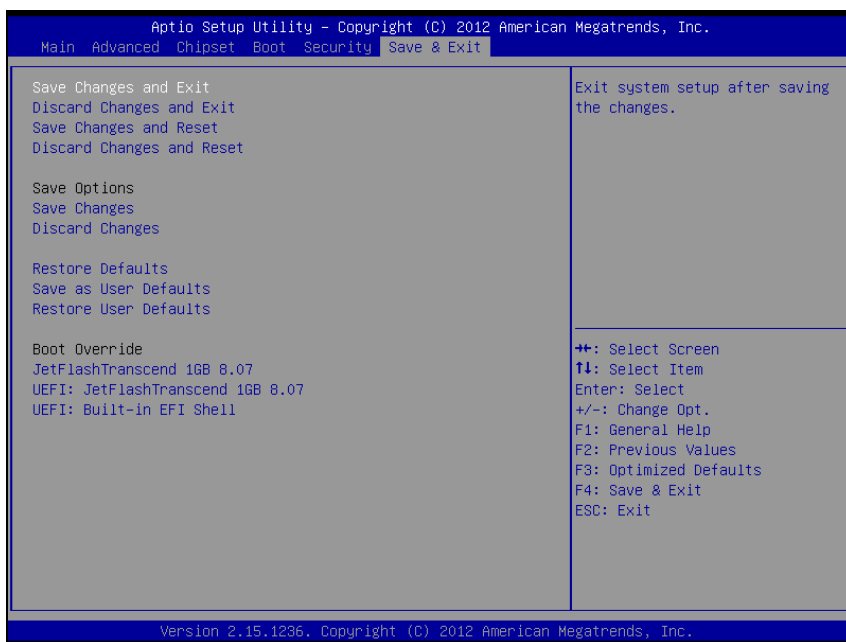 Aptio Setup Utility – Copyright (C) 2012 American Megatrends, Inc.
Main Advanced Chipset Boot Security Save & Exit
Save Changes and Exit
Discard Changes and Exit
Save Changes and Reset
Discard Changes and Reset
Save Options
Save Changes
Discard Changes
Restore Defaults
Save as User Defaults
Restore User Defaults
Boot Override
JetFlashTranscend 1GB 8.07
UEFI: JetFlashTranscend 1GB 8.07
UEFI: Built-in EFI Shell
Exit system setup after saving
the changes.
→←: Select Screen
↑↓: Select Item
Enter: Select
+/-: Change Opt.
F1: General Help
F2: Previous Values
F3: Optimized Defaults
F4: Save & Exit
ESC: Exit
Version 2.15.1236. Copyright (C) 2012 American Megatrends, Inc.